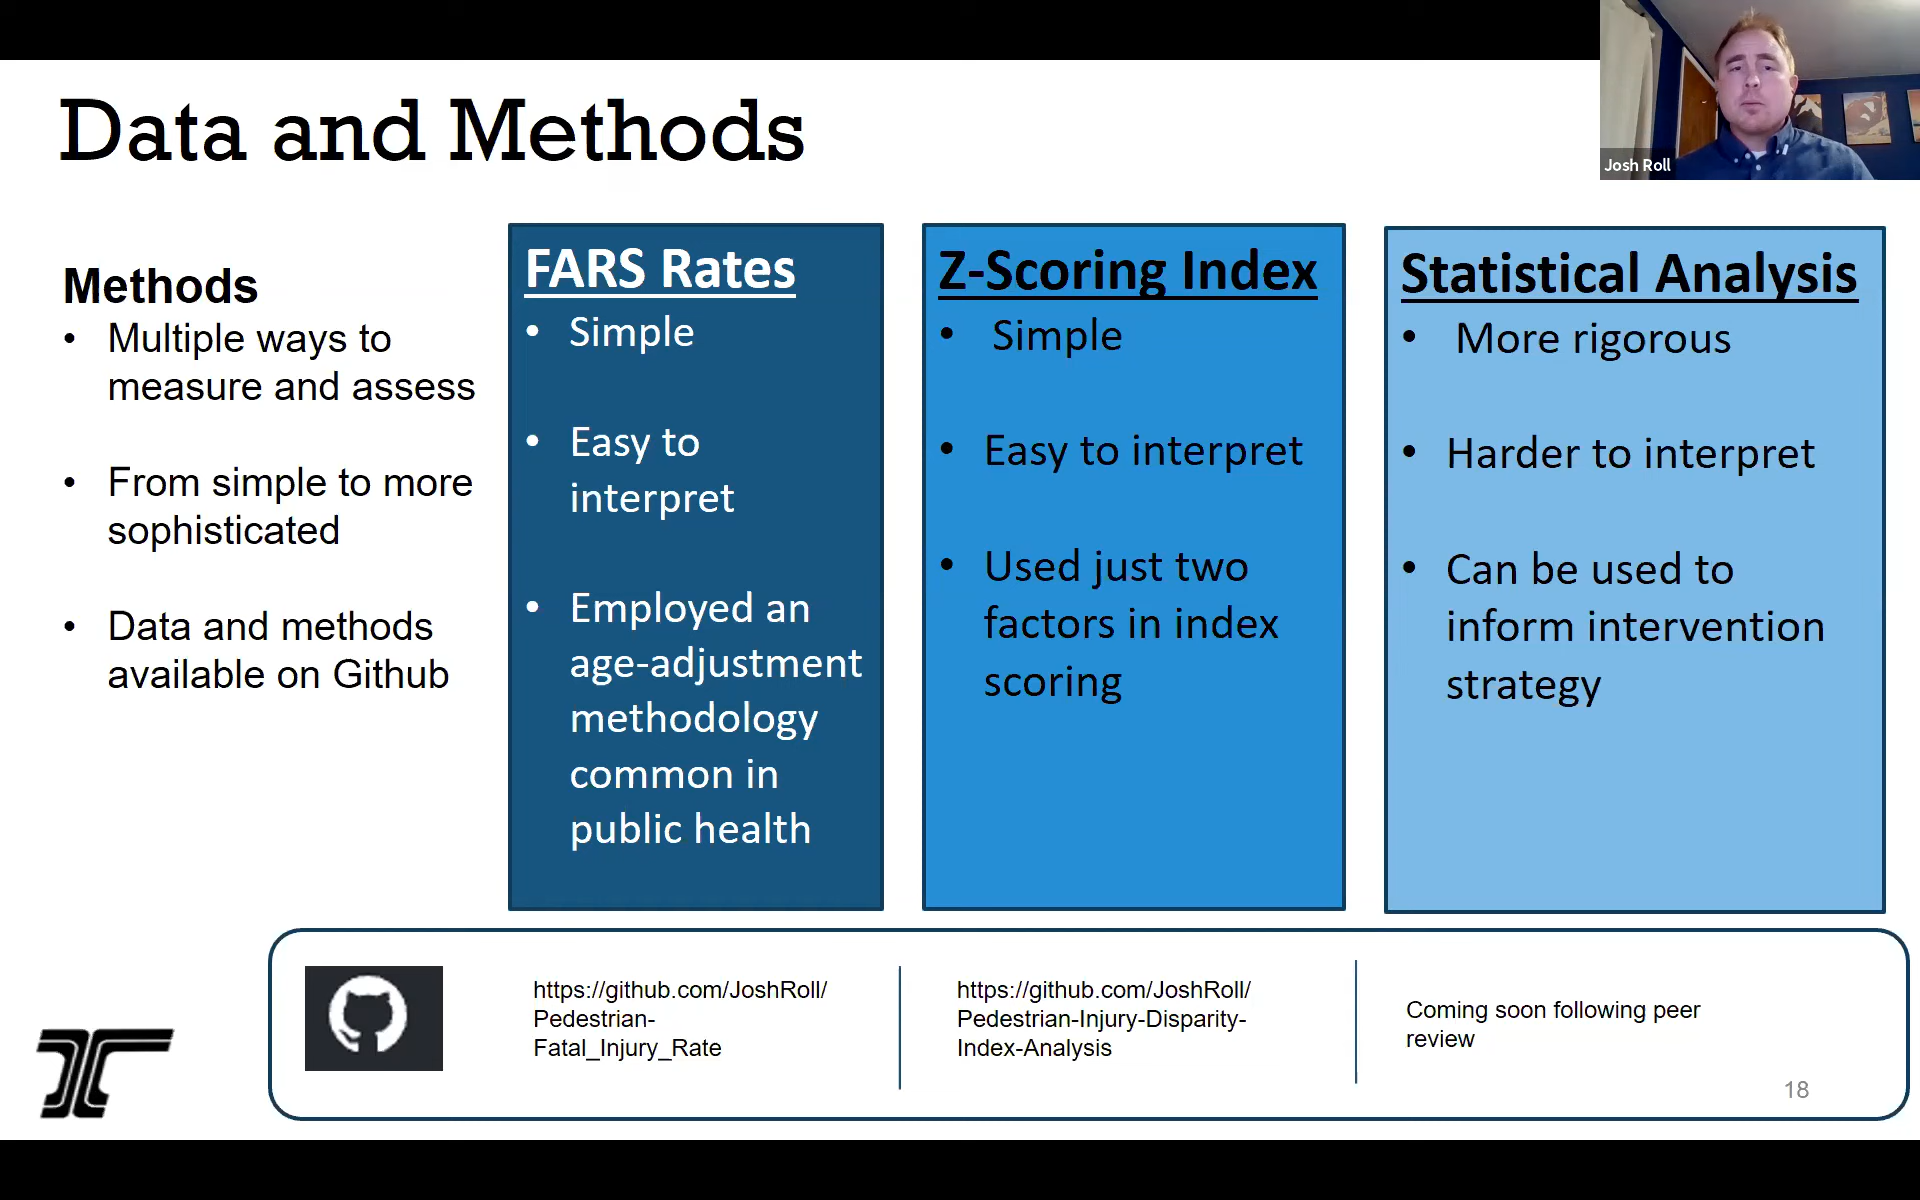 Data and Methods
Josh Roll
Methods
• Multiple ways to
measure and assess
• From simple to more
sophisticated
• Data and methods
available on Github
FARS Rates
• Simple
• Easy to
interpret
• Employed an
age-adjustment
methodology
common in
public health
Z-Scoring Index
• Simple
• Easy to interpret
• Used just two
factors in index
scoring
Statistical Analysis
• More rigorous
• Harder to interpret
• Can be used to
inform intervention
strategy
https://github.com/JoshRoll/
Pedestrian-
Fatal_Injury_Rate
https://github.com/JoshRoll/
Pedestrian-Injury-Disparity-
Index-Analysis
Coming soon following peer
review
18